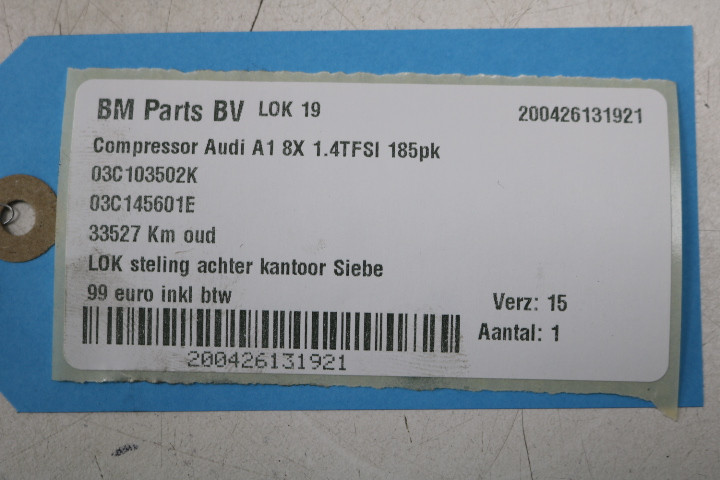 BM Parts BV LOK 19 200426131921
Compressor Audi A1 8X 1.4TFSI 185pk
03C103502K
03C145601E
33527 Km oud
LOK steling achter kantoor Siebe
99 euro inkl btw Verz: 15
Aantal: 1
200426131921